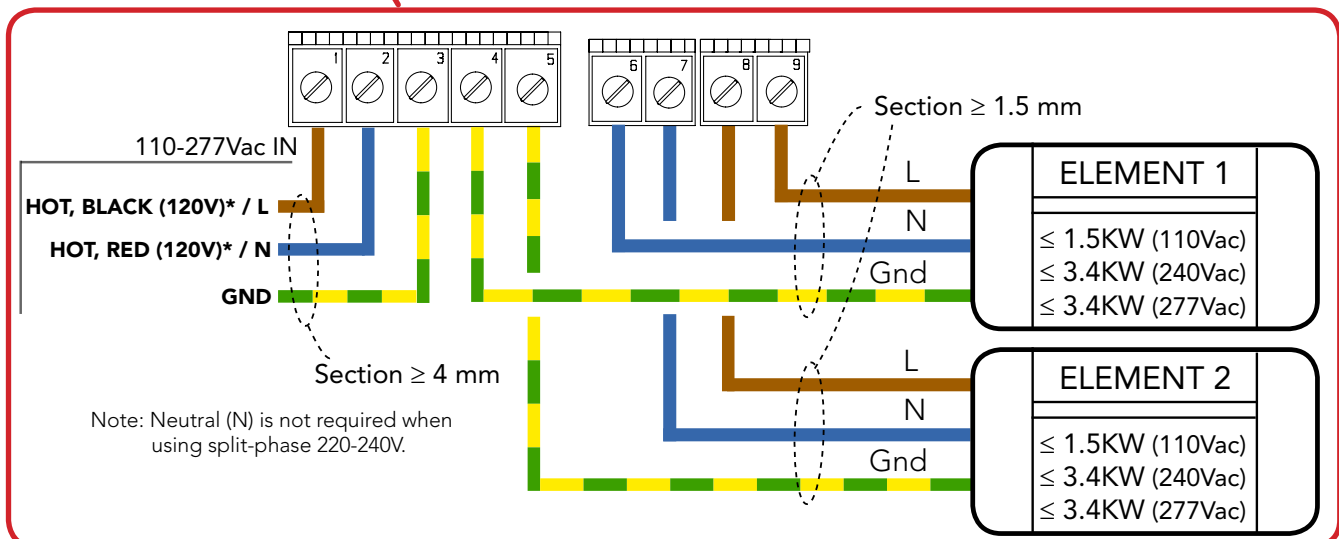 1 2 3 4 5 6 7 8 9
Section ≥ 1.5 mm
110-277Vac IN
HOT, BLACK (120V)* / L
HOT, RED (120V)* / N
GND
Section ≥ 4 mm
Note: Neutral (N) is not required when
using split-phase 220-240V.
L
N
Gnd
ELEMENT 1
≤ 1.5KW (110Vac)
≤ 3.4KW (240Vac)
≤ 3.4KW (277Vac)
L
N
Gnd
ELEMENT 2
≤ 1.5KW (110Vac)
≤ 3.4KW (240Vac)
≤ 3.4KW (277Vac)